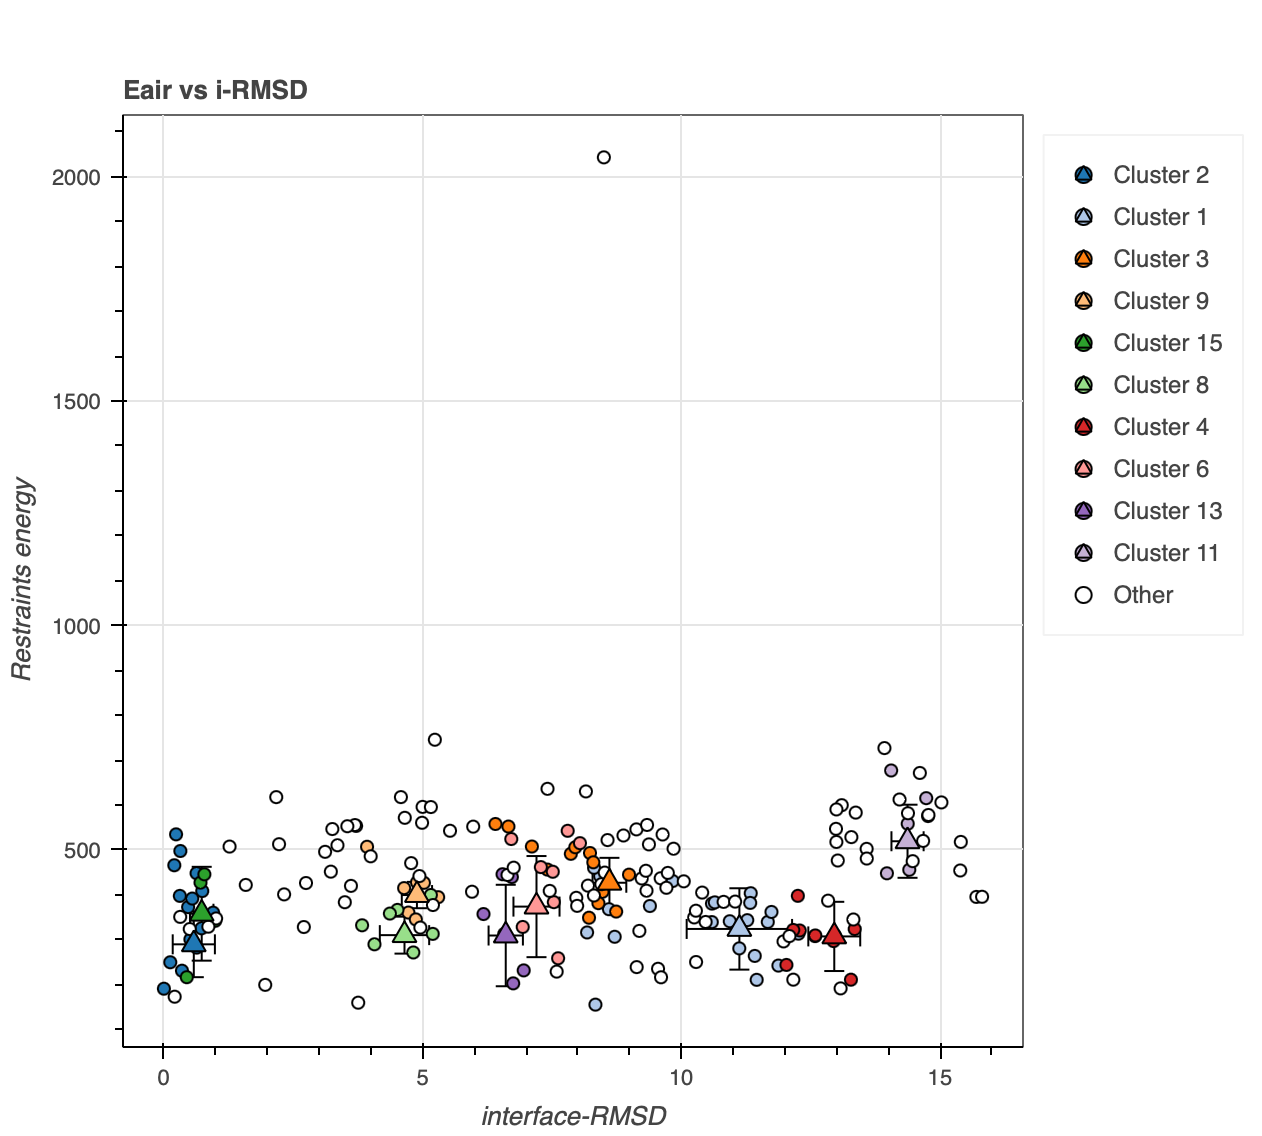 Eair vs i-RMSD
2000
1500
1000
500
Restraints energy
0
5
10
15
interface-RMSD
Cluster 2
Cluster 1
Cluster 3
Cluster 9
Cluster 15
Cluster 8
Cluster 4
Cluster 6
Cluster 13
Cluster 11
Other